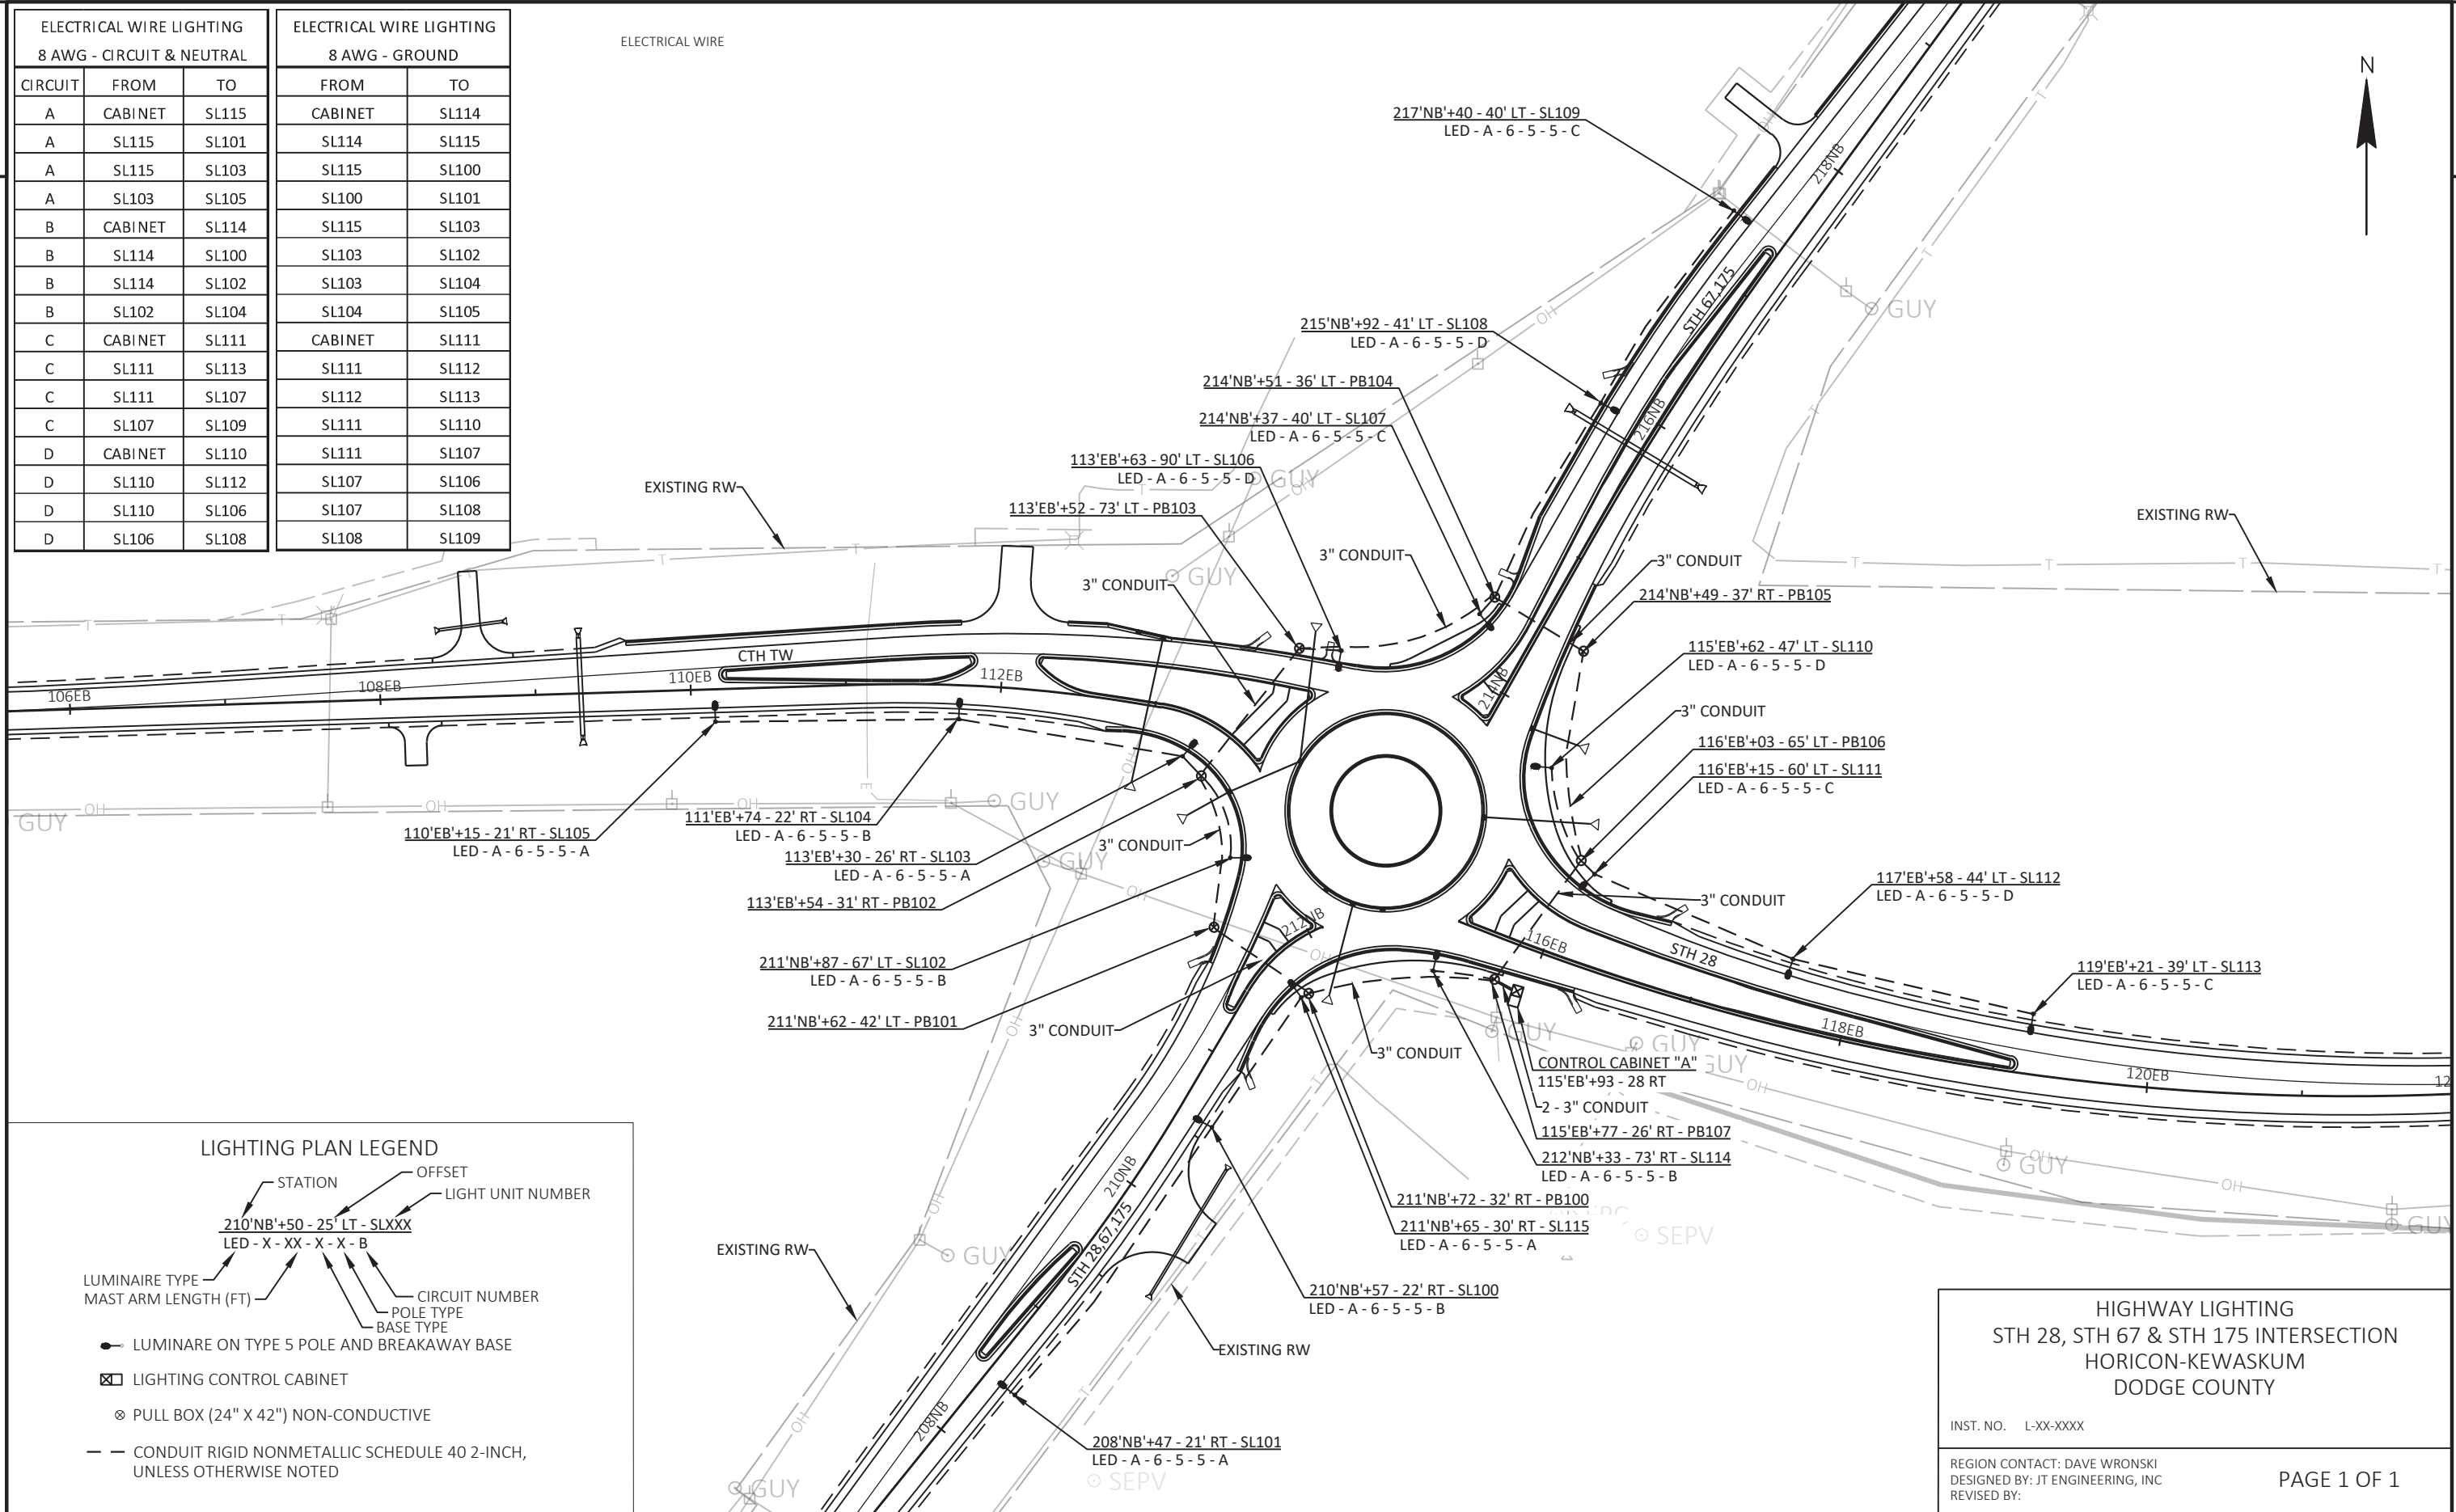 ELECTRICAL WIRE LIGHTING
8 AWG - CIRCUIT & NEUTRAL
CIRCUIT FROM TO
A CABINET SL115
A SL115 SL101
A SL115 SL103
A SL103 SL105
B CABINET SL114
B SL114 SL100
B SL114 SL102
B SL102 SL104
C CABINET SL111
C SL111 SL113
C SL111 SL107
C SL107 SL109
D CABINET SL110
D SL110 SL112
D SL110 SL106
D SL106 SL108
ELECTRICAL WIRE LIGHTING
8 AWG - GROUND
FROM TO
CABINET SL114
SL114 SL115
SL115 SL100
SL100 SL101
SL115 SL103
SL103 SL102
SL103 SL104
SL104 SL105
CABINET SL111
SL111 SL112
SL112 SL113
SL111 SL110
SL111 SL107
SL107 SL106
SL107 SL108
SL108 SL109
ELECTRICAL WIRE
N
217'NB'+40 - 40' LT - SL109
LED - A - 6 - 5 - 5 - C
OH
T
T
218NB
STH 67,175
GUY
OH
215'NB'+92 - 41' LT - SL108
LED - A - 6 - 5 - 5 - D
214'NB'+51 - 36' LT - PB104
214'NB'+37 - 40' LT - SL107
LED - A - 6 - 5 - 5 - C
T
216NB
113'EB'+63 - 90' LT - SL106
LED - A - 6 - 5 - 5 - D
GUY
OH
T
113'EB'+52 - 73' LT - PB103
EXISTING RW
EXISTING RW
T
T
T
T
T
T
3" CONDUIT
3" CONDUIT
GUY
3" CONDUIT
214'NB'+49 - 37' RT - PB105
T
T
115'EB'+62 - 47' LT - SL110
LED - A - 6 - 5 - 5 - D
CTH TW
106EB
108EB
110EB
112EB
214NB
3" CONDUIT
116'EB'+03 - 65' LT - PB106
116'EB'+15 - 60' LT - SL111
LED - A - 6 - 5 - 5 - C
OH
E
OH
OH
OH
GUY
GUY
110'EB'+15 - 21' RT - SL105
LED - A - 6 - 5 - 5 - A
111'EB'+74 - 22' RT - SL104
LED - A - 6 - 5 - 5 - B
3" CONDUIT
GUY
113'EB'+30 - 26' RT - SL103
LED - A - 6 - 5 - 5 - A
113'EB'+54 - 31' RT - PB102
OH
3" CONDUIT
117'EB'+58 - 44' LT - SL112
LED - A - 6 - 5 - 5 - D
212NB
116EB
STH 28
OH
211'NB'+87 - 67' LT - SL102
LED - A - 6 - 5 - 5 - B
119'EB'+21 - 39' LT - SL113
LED - A - 6 - 5 - 5 - C
211'NB'+62 - 42' LT - PB101
3" CONDUIT
OH
GUY
GUY
118EB
3" CONDUIT
CONTROL CABINET "A"
115'EB'+93 - 28 RT
GUY
OH
120EB
12
2 - 3" CONDUIT
115'EB'+77 - 26' RT - PB107
212'NB'+33 - 73' RT - SL114
LED - A - 6 - 5 - 5 - B
T
OH
GUY
211'NB'+72 - 32' RT - PB100
211'NB'+65 - 30' RT - SL115
LED - A - 6 - 5 - 5 - A
210NB
STH 28,67,175
OH
OH
GUY
SEPV
GUY
EXISTING RW
T
210'NB'+57 - 22' RT - SL100
LED - A - 6 - 5 - 5 - B
EXISTING RW
T
208NB
OH
208'NB'+47 - 21' RT - SL101
LED - A - 6 - 5 - 5 - A
SEPV
GUY
LIGHTING PLAN LEGEND
OFFSET
STATION
LIGHT UNIT NUMBER
210'NB'+50 - 25' LT - SLXXX
LED - X - XX - X - X - B
LUMINAIRE TYPE
MAST ARM LENGTH (FT)
CIRCUIT NUMBER
POLE TYPE
BASE TYPE
LUMINARE ON TYPE 5 POLE AND BREAKAWAY BASE
LIGHTING CONTROL CABINET
PULL BOX (24" X 42") NON-CONDUCTIVE
CONDUIT RIGID NONMETALLIC SCHEDULE 40 2-INCH,
UNLESS OTHERWISE NOTED
HIGHWAY LIGHTING
STH 28, STH 67 & STH 175 INTERSECTION
HORICON-KEWASKUM
DODGE COUNTY
INST. NO. L-XX-XXXX
REGION CONTACT: DAVE WRONSKI
DESIGNED BY: JT ENGINEERING, INC
REVISED BY:
PAGE 1 OF 1